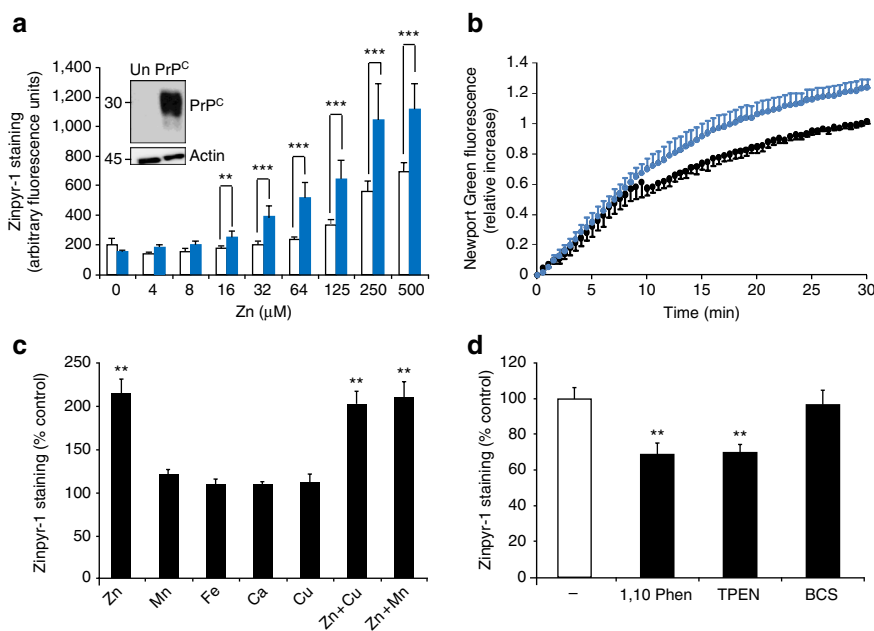 a
Zinpyr-1 staining
(arbitrary fluorescence units)
1,400
1,200
1,000
800
600
400
200
0
Un PrPC
30
PrPC
45
Actin
**
***
***
***
***
***
0 4 8 16 32 64 125 250 500
Zn (μM)
b
Newport Green fluorescence
(relative increase)
1.4
1.2
1
0.8
0.6
0.4
0.2
0
0 5 10 15 20 25 30
Time (min)
c
Zinpyr-1 staining (% control)
250
200
150
100
50
0
**
**
**
Zn Mn Fe Ca Cu Zn+Cu Zn+Mn
d
Zinpyr-1 staining (% control)
120
100
80
60
40
20
0
**
**
– 1,10 Phen TPEN BCS